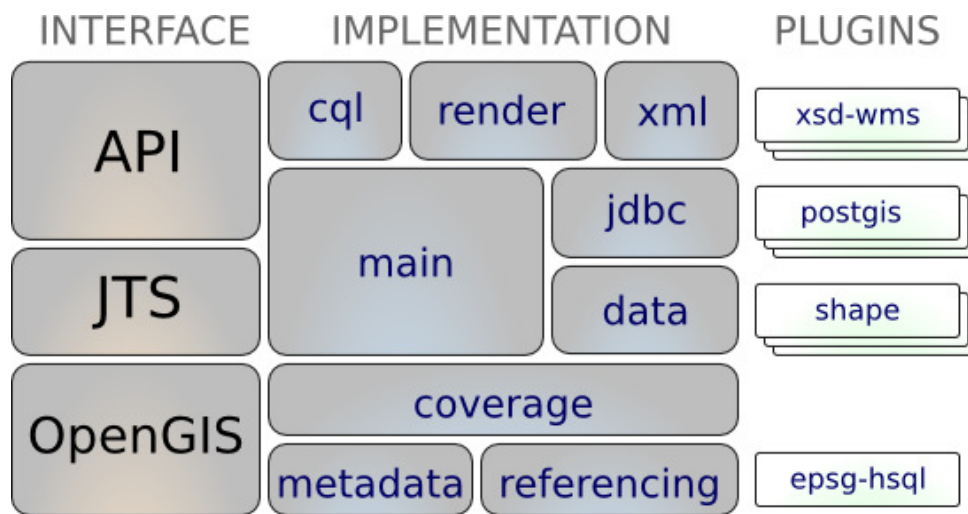 INTERFACE IMPLEMENTATION PLUGINS
API
JTS
OpenGIS
cql render xml
main
jdbc
data
coverage
metadata referencing
xsd-wms
postgis
shape
epsg-hsql